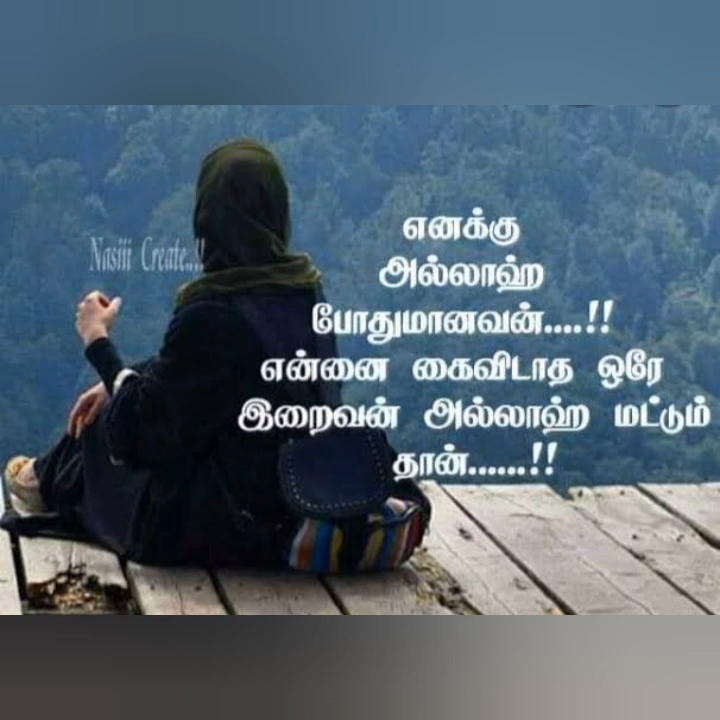 எனக்கு
அல்லாஹ்
போதுமானவன்....!!
Nasiii Create..!!
என்னை கைவிடாத ஒரே
இறைவன் அல்லாஹ் மட்டும்
தான்......!!